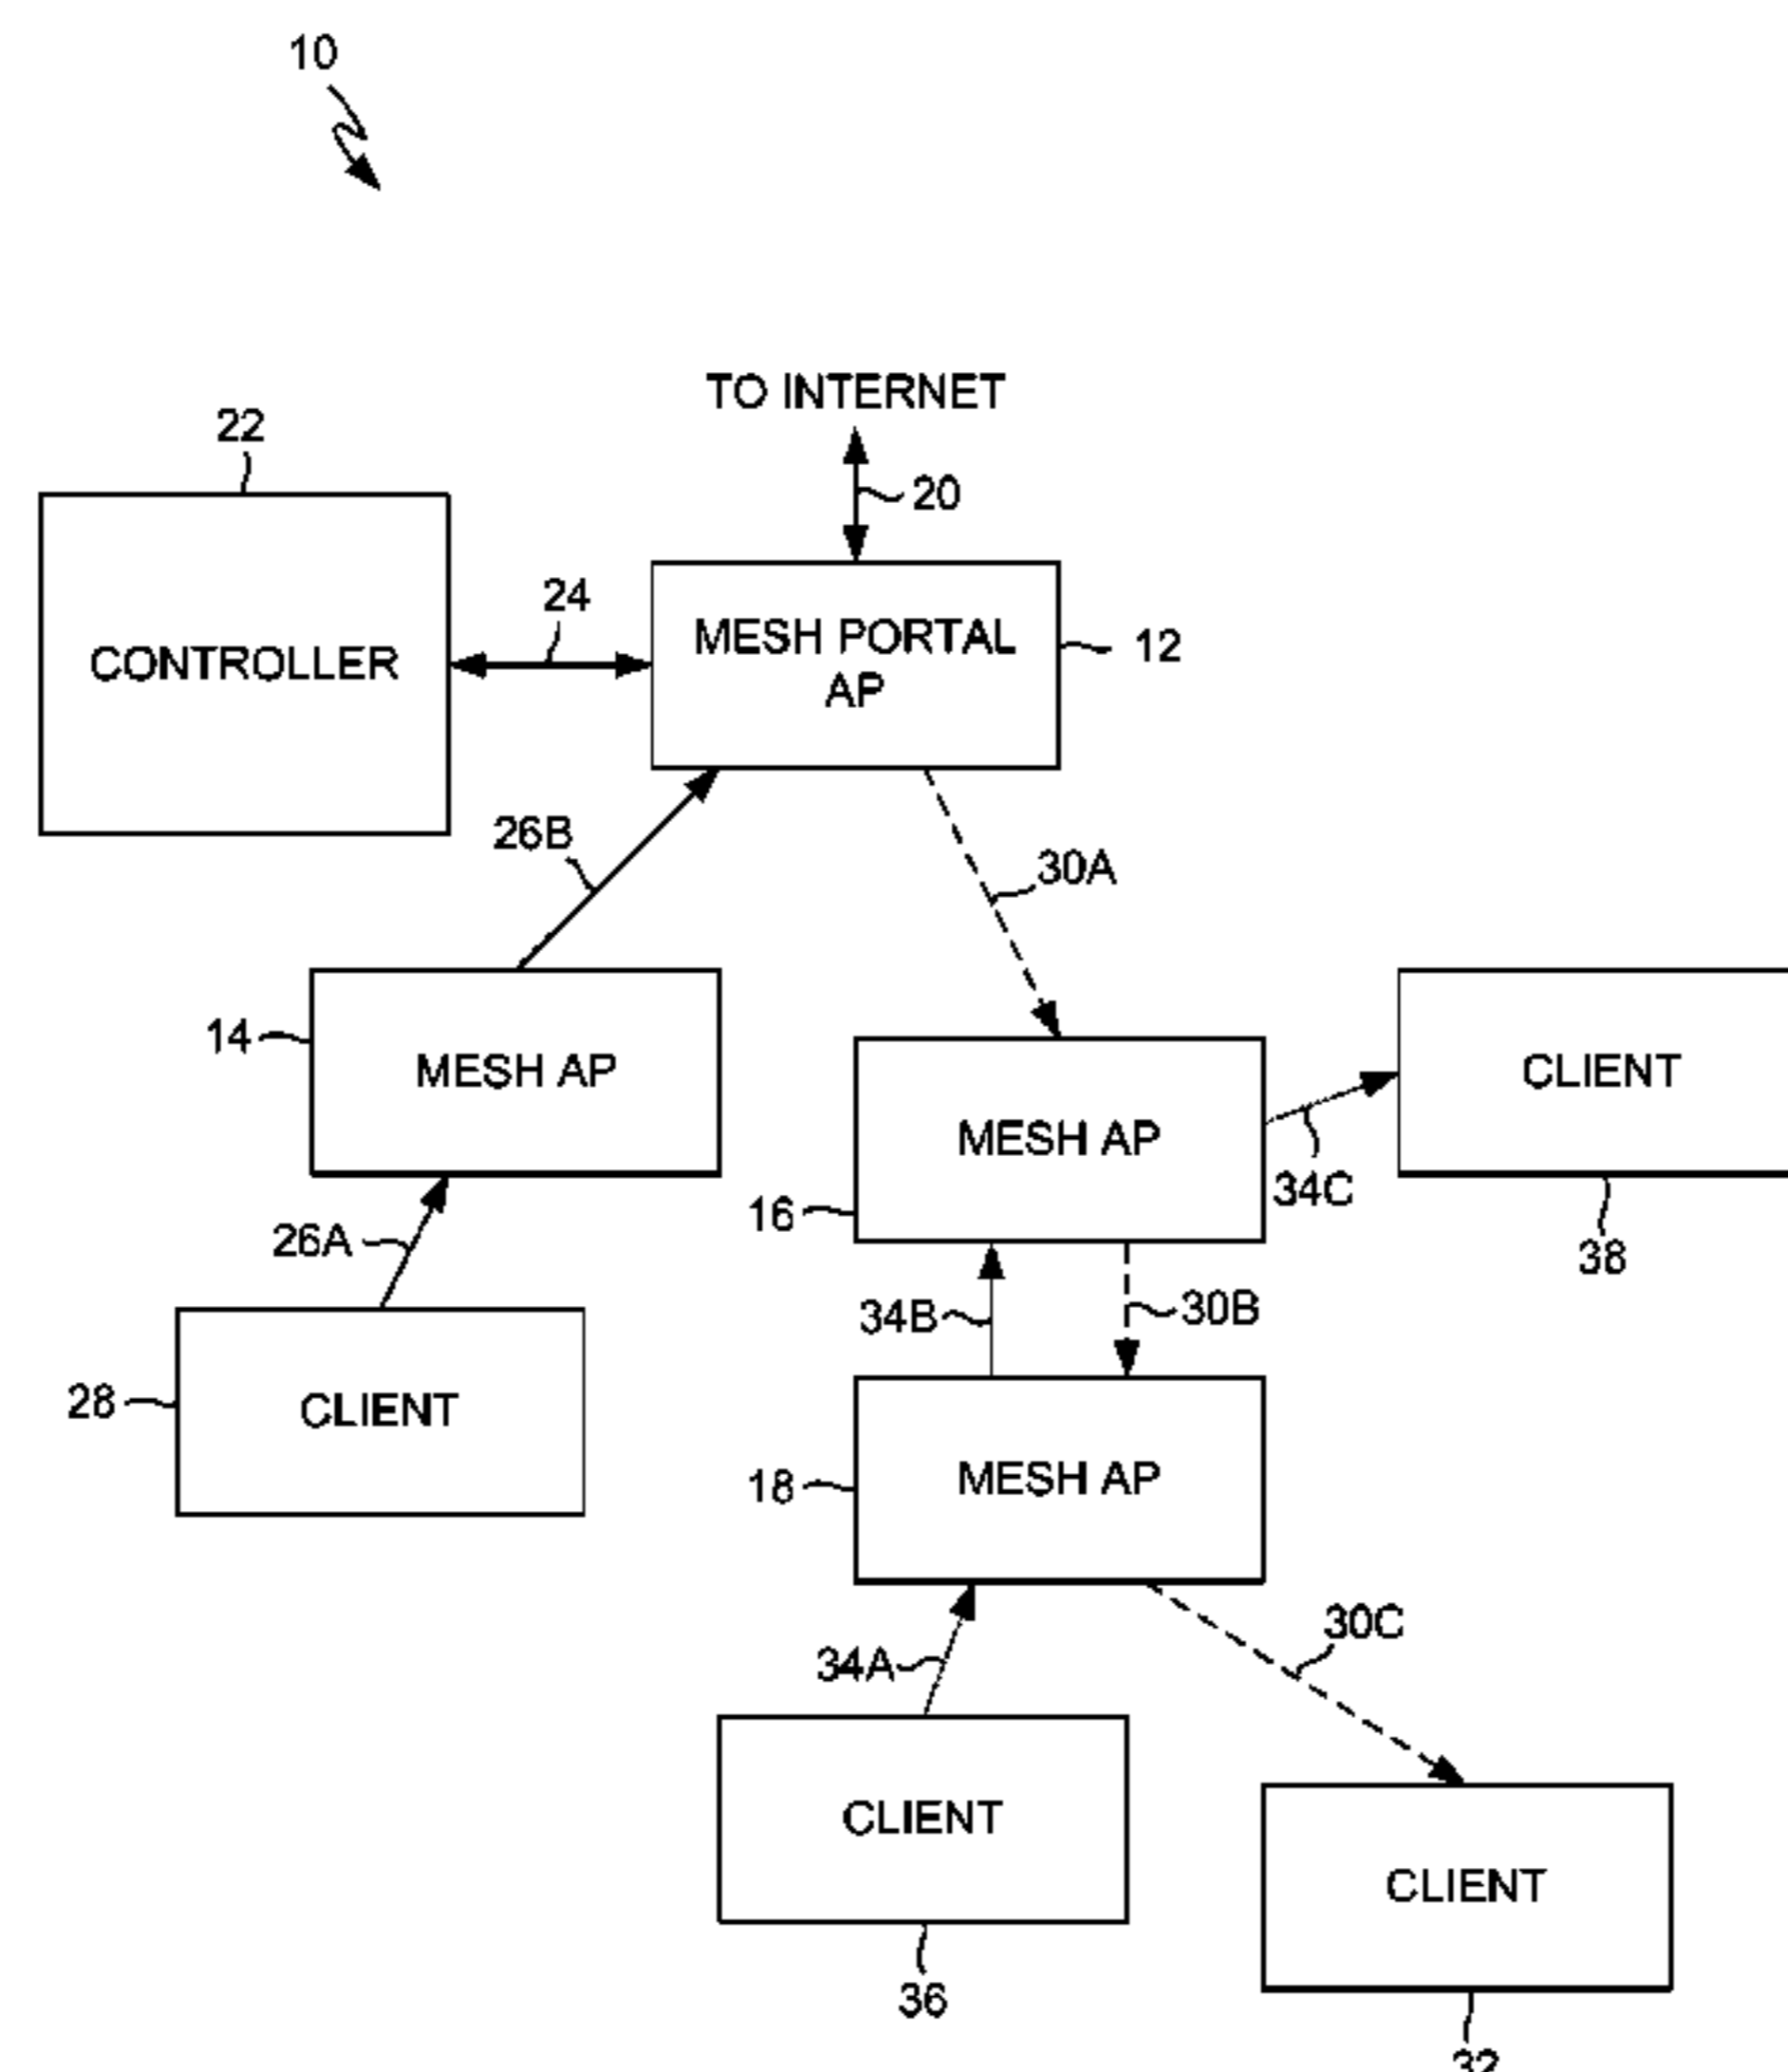 10
TO INTERNET
22
20
24
CONTROLLER
MESH PORTAL
AP
12
26B
30A
14
MESH AP
CLIENT
MESH AP
16
34C
38
26A
34B
30B
28
CLIENT
18
MESH AP
30C
34A
CLIENT
CLIENT
36
32